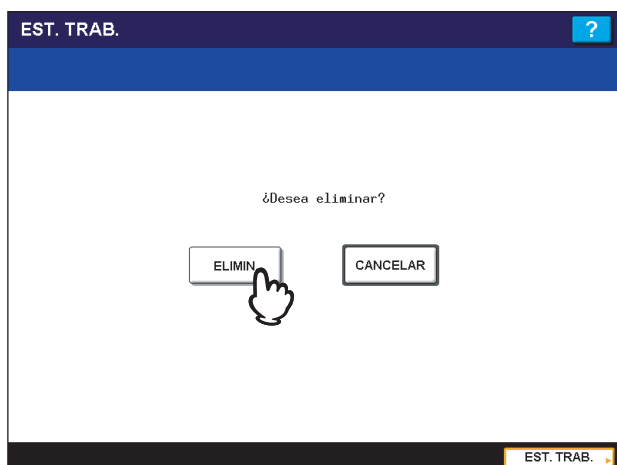 EST. TRAB.
?
¿Desea eliminar?
ELIMIN
CANCELAR
EST. TRAB.